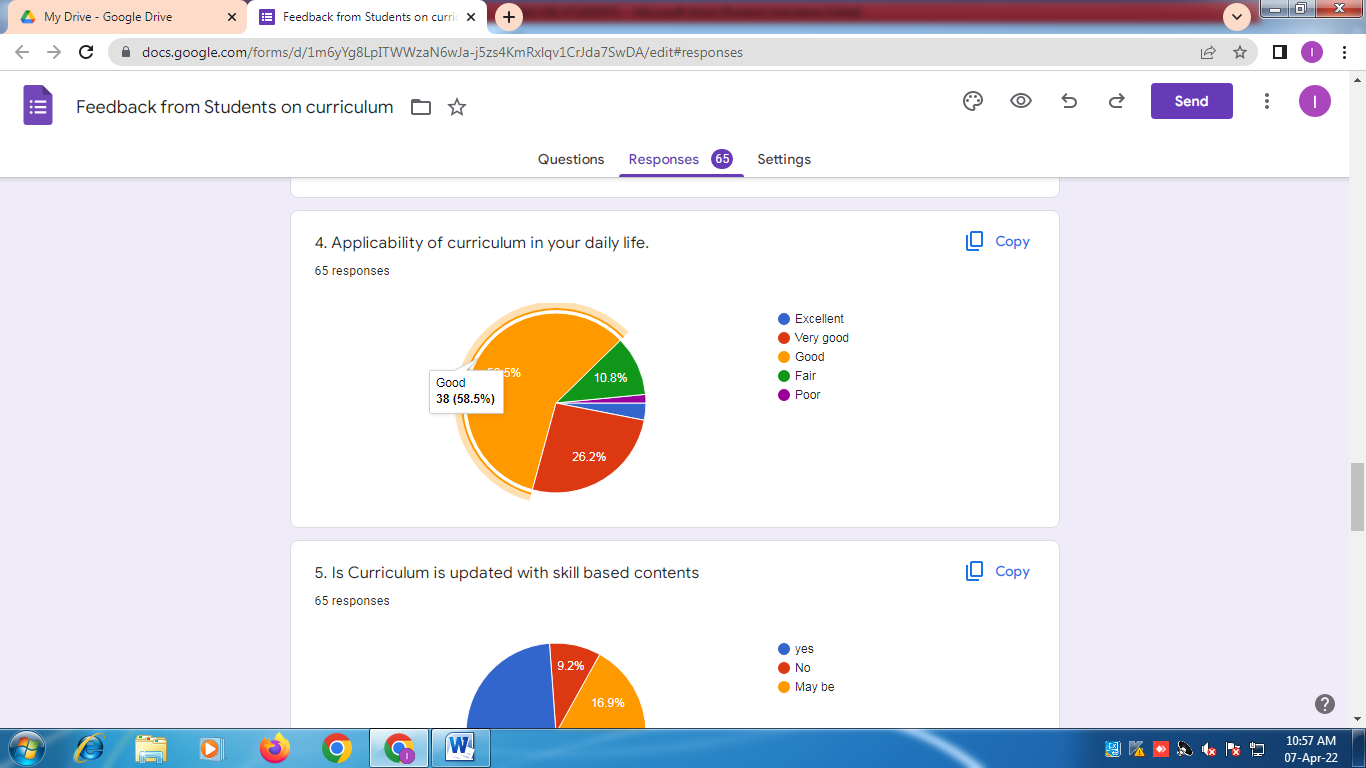 My Drive - Google Drive
Feedback from Students on curric
docs.google.com/forms/d/1m6yYg8LpITWWzaN6wJa-j5zs4KmRxlqv1CrJda7SwDA/edit#responses
I
Feedback from Students on curriculum
Send
I
Questions
Responses 65
Settings
4. Applicability of curriculum in your daily life.
Copy
65 responses
Excellent
Very good
Good
Fair
Poor
10.8%
26.2%
Good
38 (58.5%)
5. Is Curriculum is updated with skill based contents
Copy
65 responses
yes
No
May be
9.2%
16.9%
I
10:57 AM
07-Apr-22